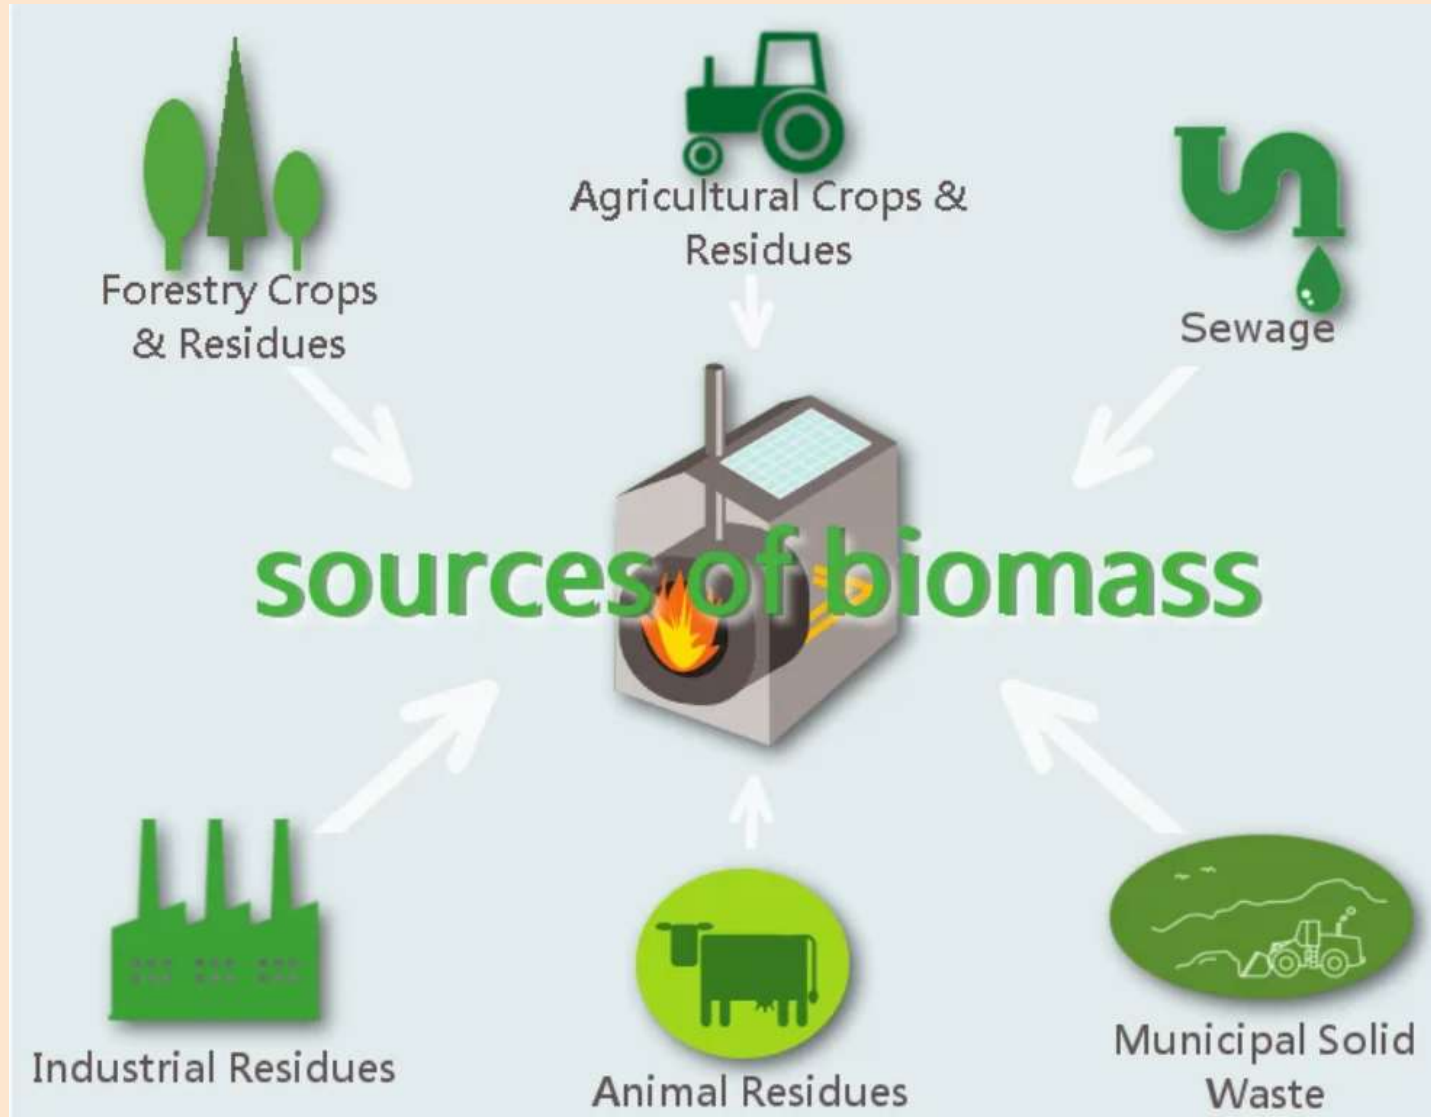 Forestry Crops
& Residues
Agricultural Crops &
Residues
Sewage
sources of biomass
Industrial Residues
Animal Residues
Municipal Solid
Waste